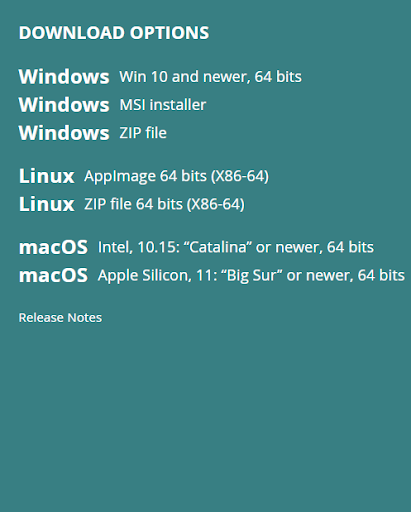 DOWNLOAD OPTIONS
Windows Win 10 and newer, 64 bits
Windows MSI installer
Windows ZIP file
Linux AppImage 64 bits (X86-64)
Linux ZIP file 64 bits (X86-64)
macOS Intel, 10.15: “Catalina” or newer, 64 bits
macOS Apple Silicon, 11: “Big Sur” or newer, 64 bits
Release Notes